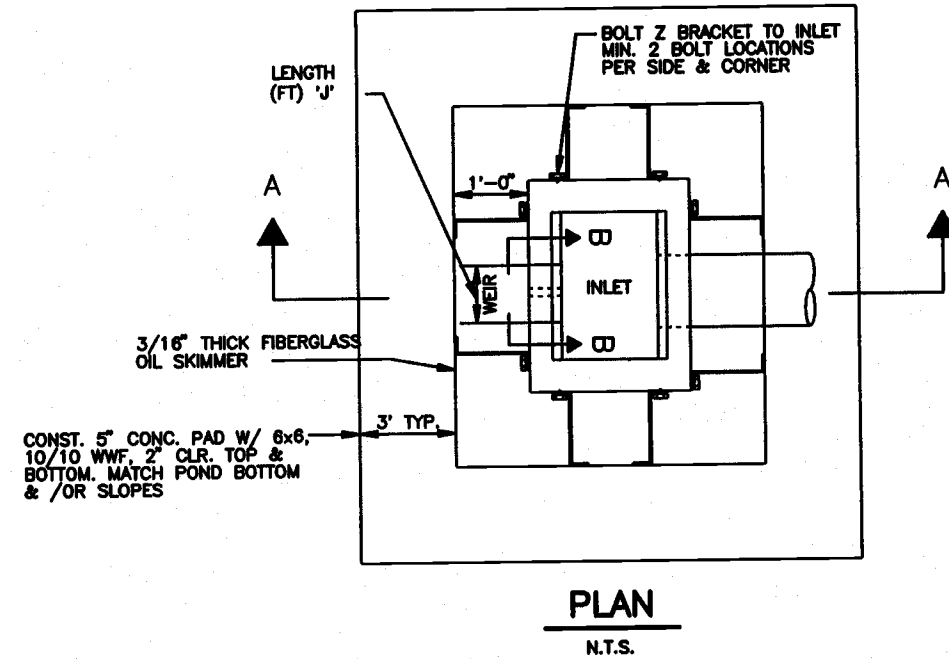 BOLT Z BRACKET TO INLET
MIN. 2 BOLT LOCATIONS
PER SIDE & CORNER
LENGTH
(FT) 'J'
A
A
1'-0"
B
WEIR
INLET
B
3/16" THICK FIBERGLASS
OIL SKIMMER
3' TYP.
CONST. 5" CONC. PAD W/ 6x6,
10/10 WWF, 2" CLR. TOP &
BOTTOM. MATCH POND BOTTOM
& /OR SLOPES
PLAN
N.T.S.